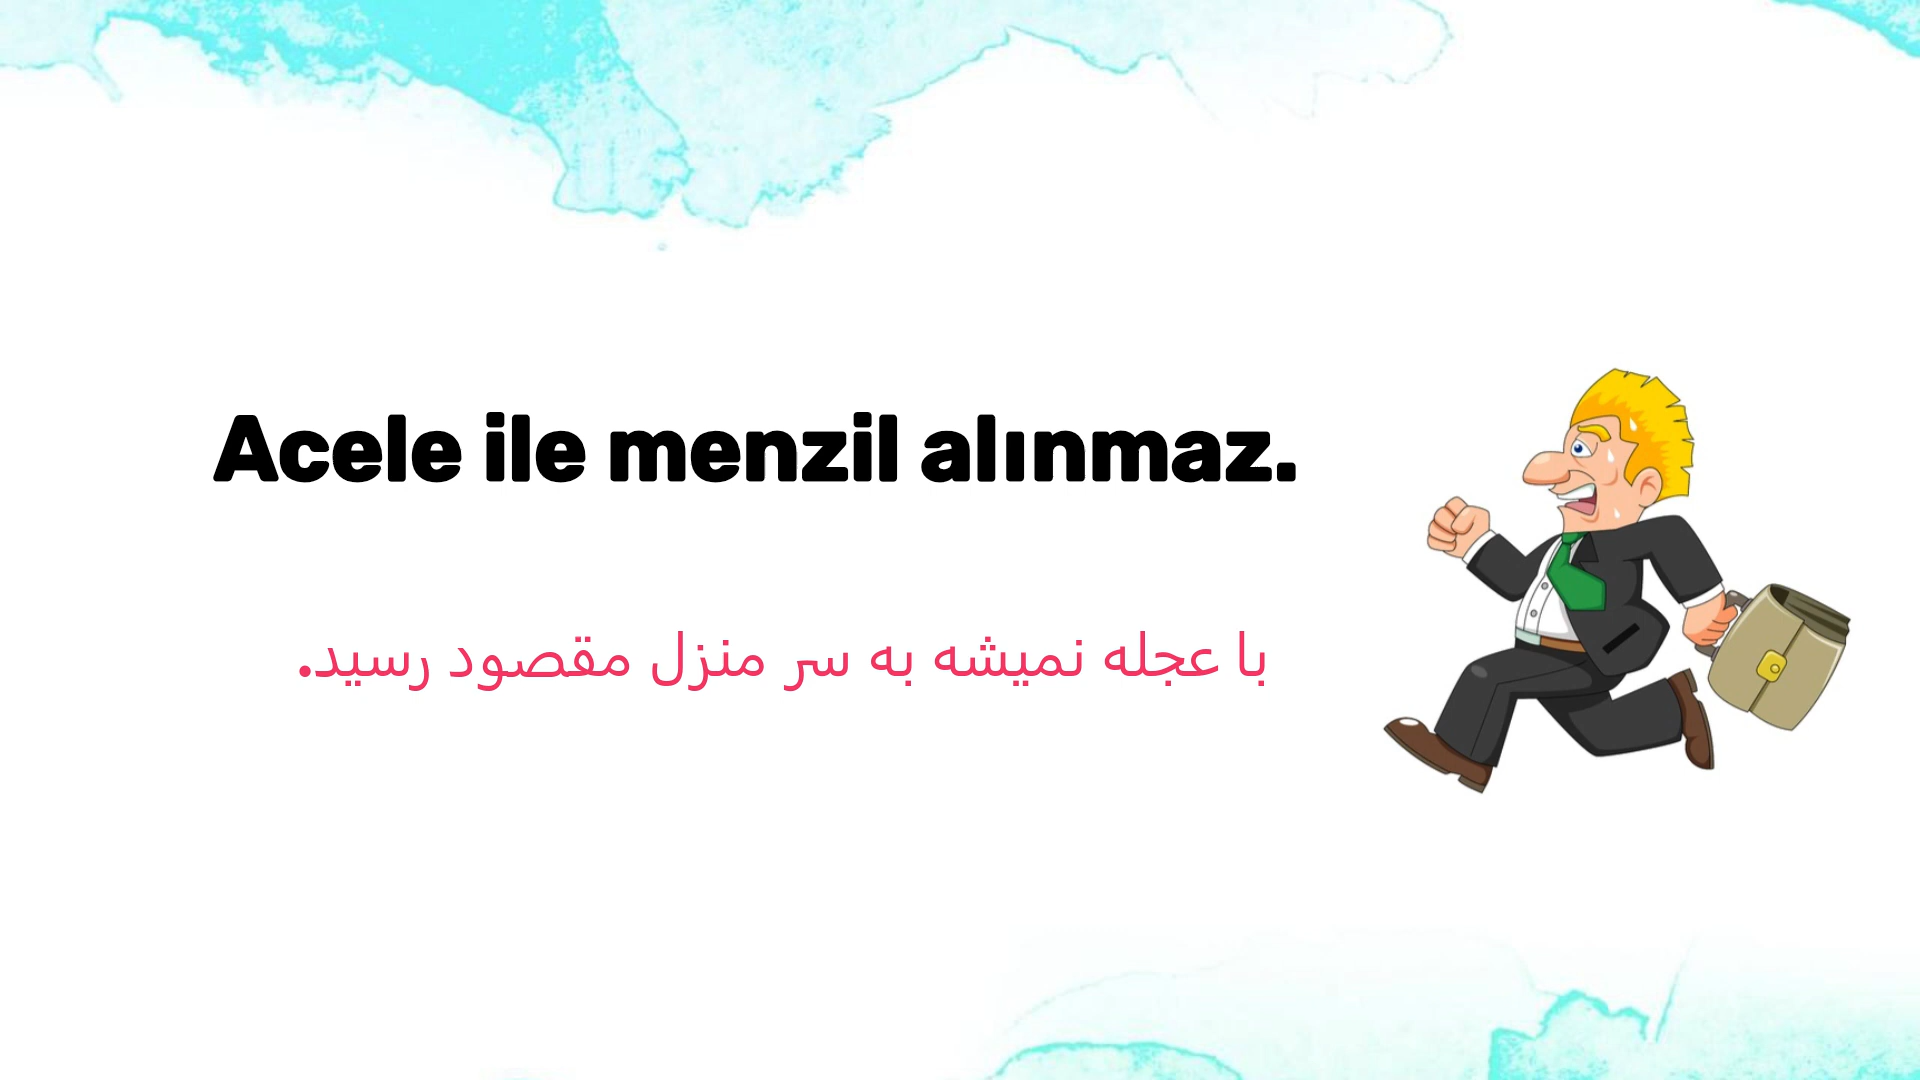 Acele ile menzil alınmaz.
با عجله نمیشه به سر منزل مقصود رسید.